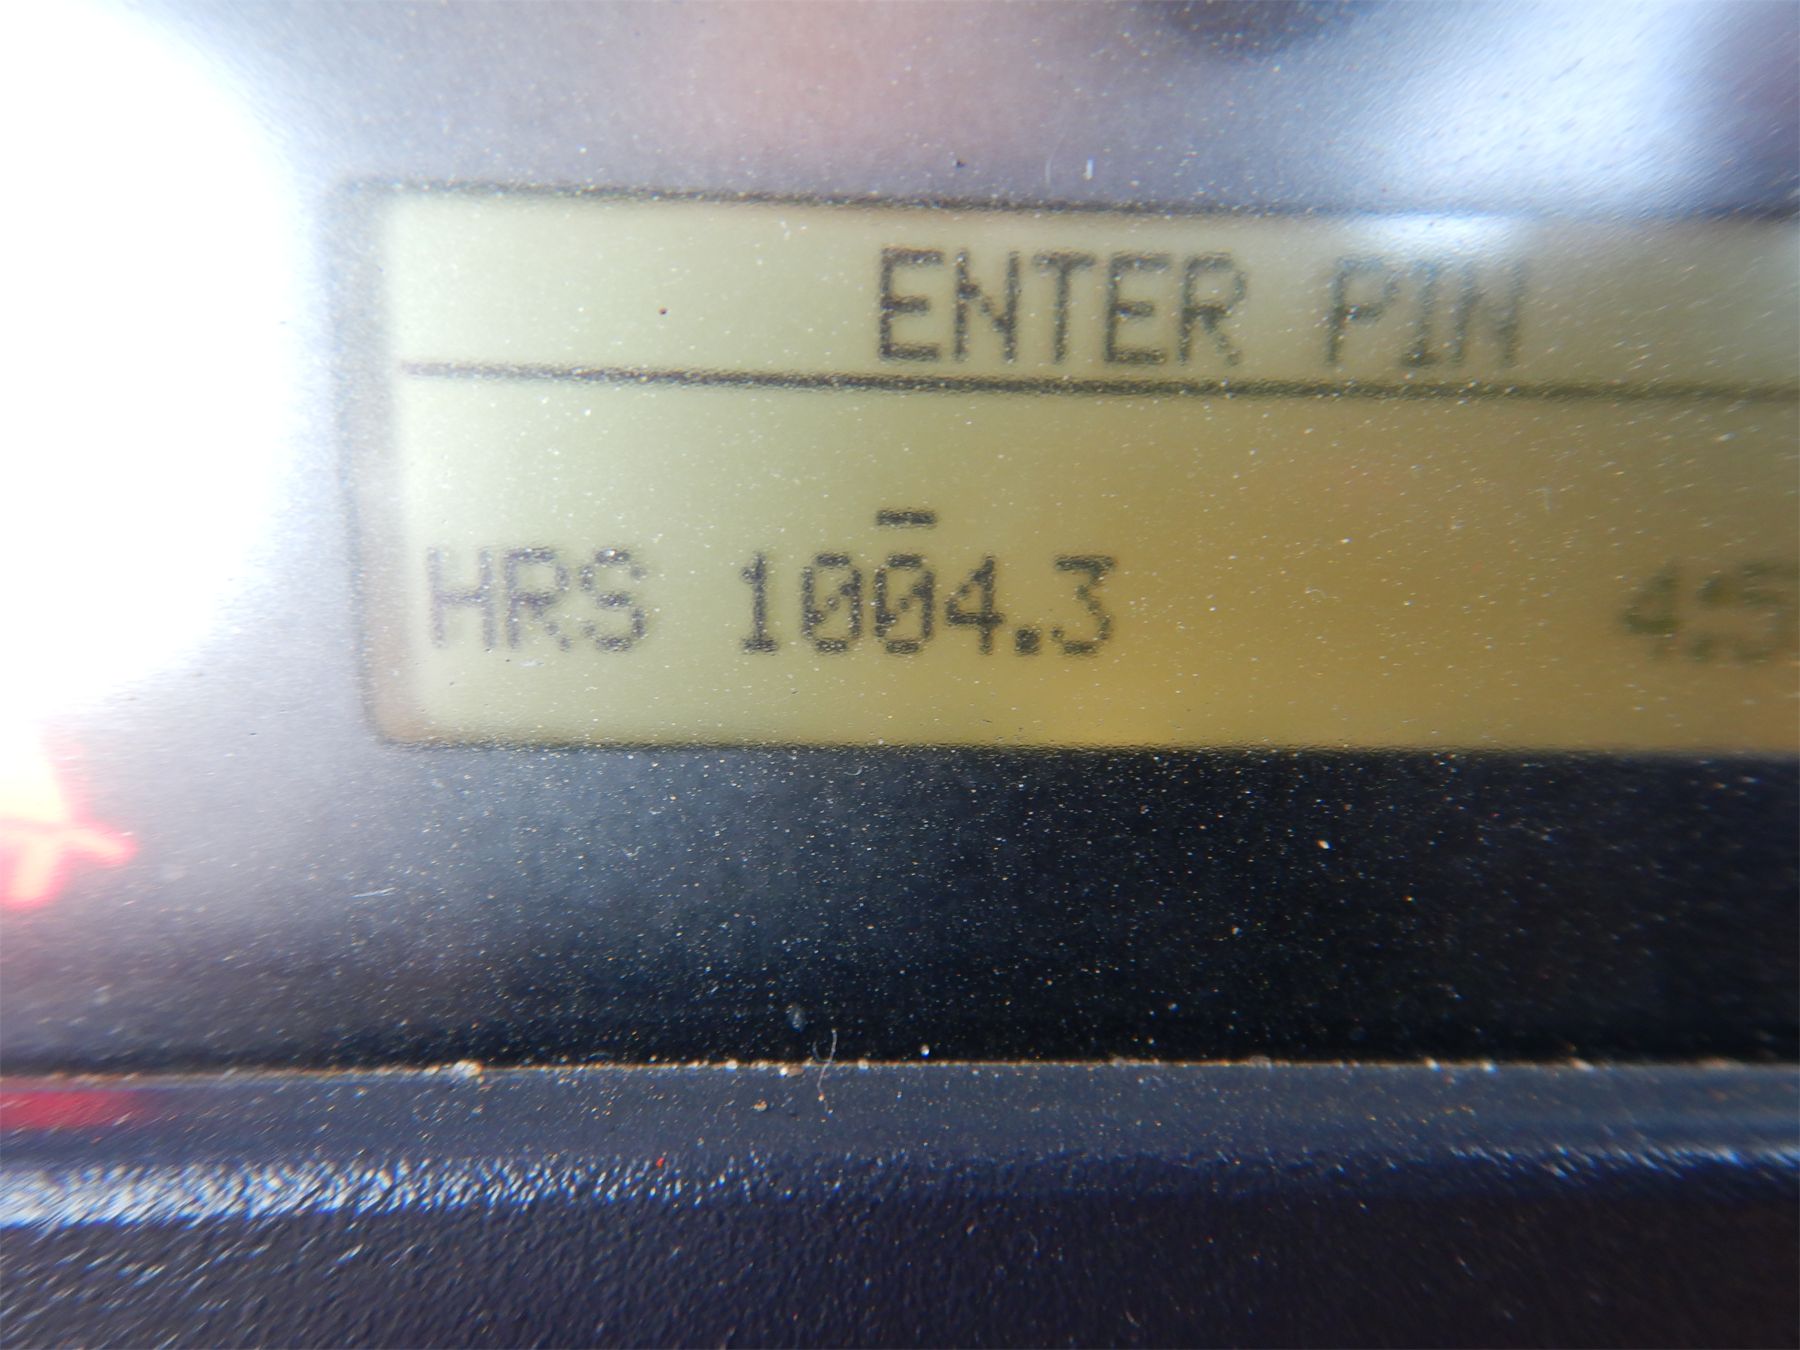 ENTER PIN
HRS 1004.3